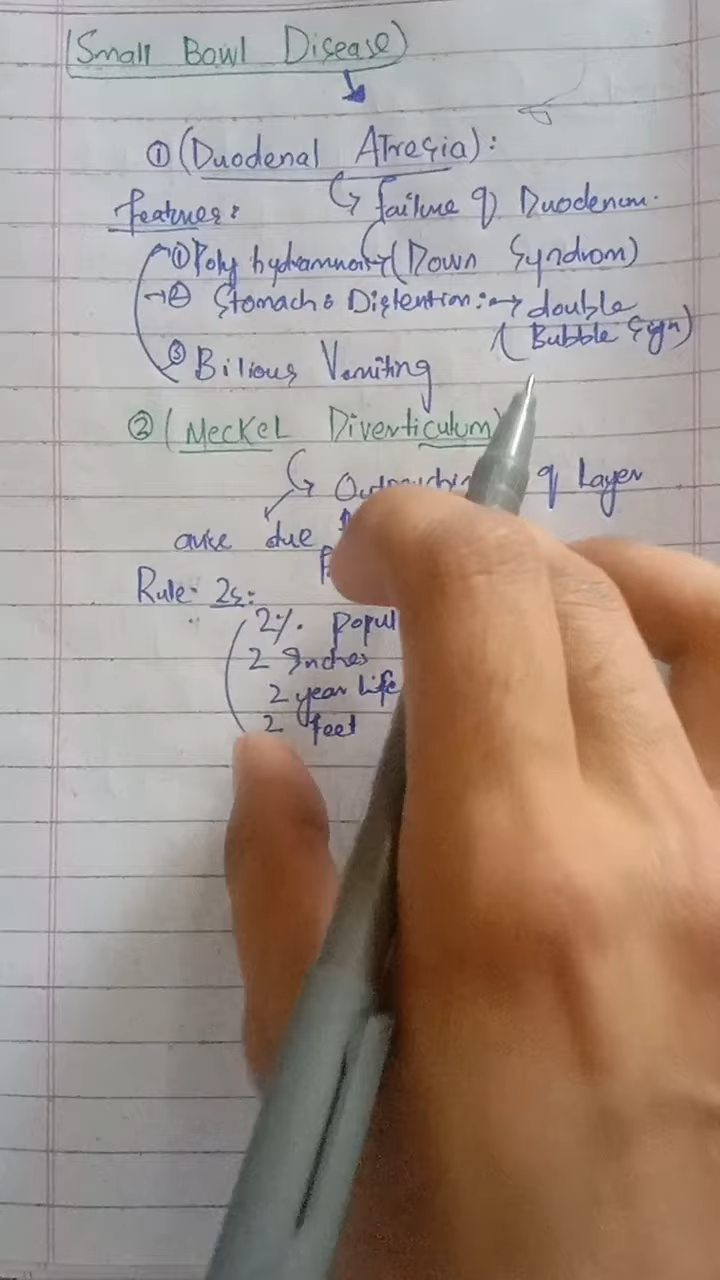 (Small Bowl Disease)
① (Duodenal Atresia):
failure of Duodenum.
features:
① Polyhydramnois (Down Syndrom)
② Stomach & Distention: → double
(Bubble Sign)
③ Bilious Vomiting
② (Meckel Diverticulum)
of Layer
due
Rule 2s:
2%. Popul
2 Inches
2 year Life
2 feet